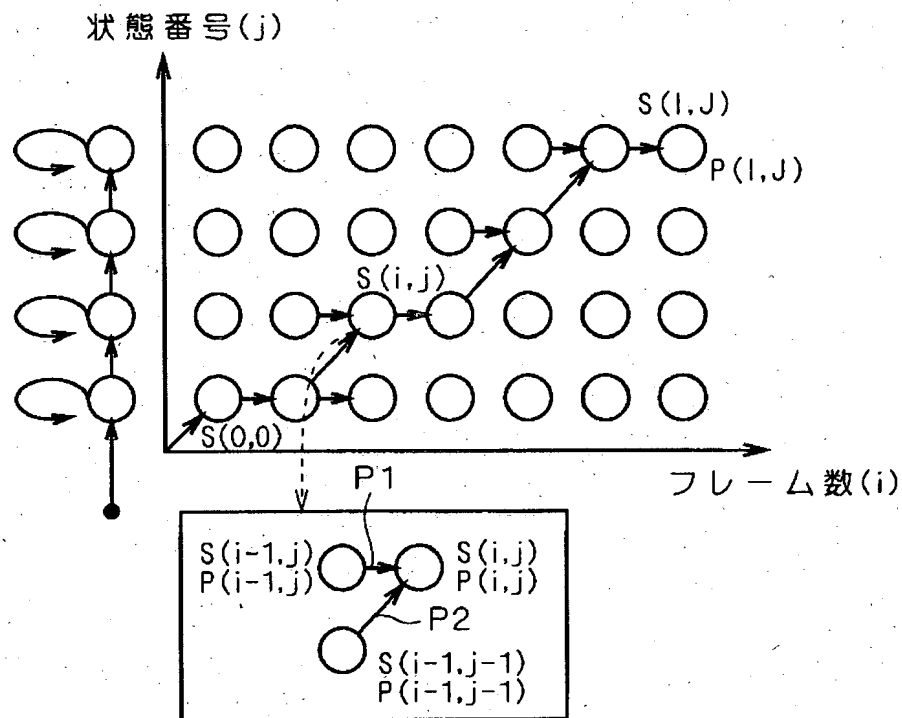 状態番号(j)
S(I,J)
P(I,J)
S(i,j)
S(0,0)
フレーム数(i)
P1
S(i-1,j)
P(i-1,j)
S(i,j)
P(i,j)
P2
S(i-1,j-1)
P(i-1,j-1)